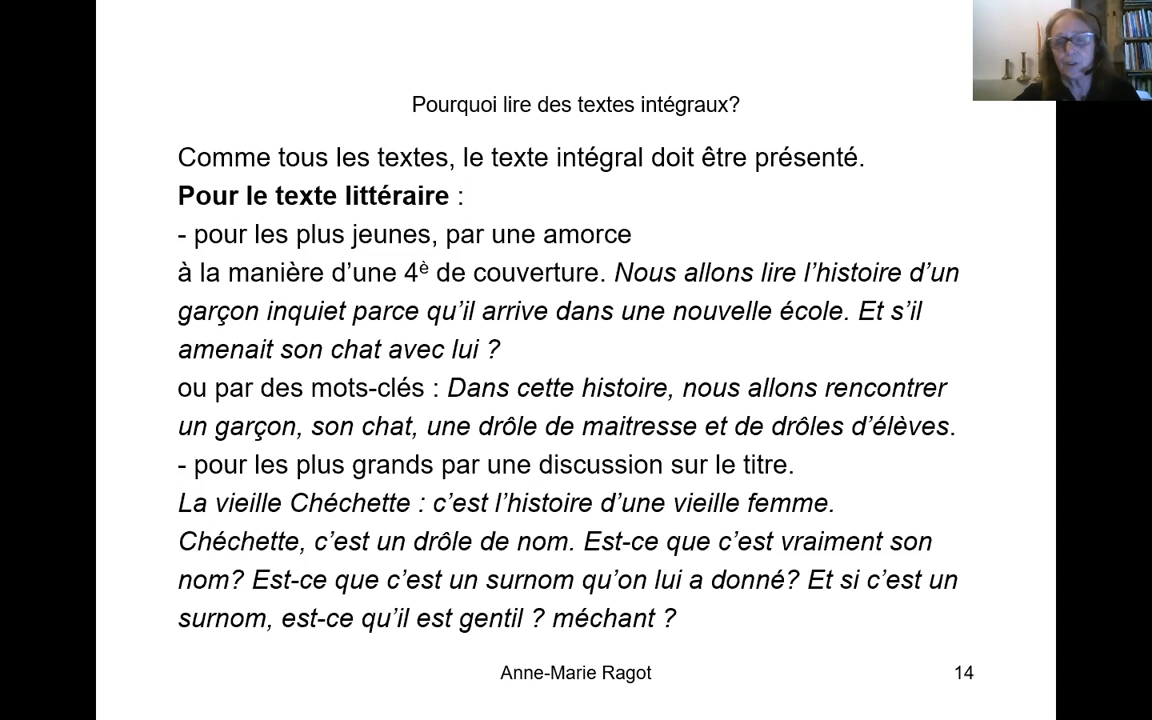 Pourquoi lire des textes intégraux?
Comme tous les textes, le texte intégral doit être présenté.
Pour le texte littéraire :
- pour les plus jeunes, par une amorce
à la manière d’une 4è de couverture. Nous allons lire l’histoire d’un
garçon inquiet parce qu’il arrive dans une nouvelle école. Et s’il
amenait son chat avec lui ?
ou par des mots-clés : Dans cette histoire, nous allons rencontrer
un garçon, son chat, une drôle de maitresse et de drôles d’élèves.
- pour les plus grands par une discussion sur le titre.
La vieille Chéchette : c’est l’histoire d’une vieille femme.
Chéchette, c’est un drôle de nom. Est-ce que c’est vraiment son
nom? Est-ce que c’est un surnom qu’on lui a donné? Et si c’est un
surnom, est-ce qu’il est gentil ? méchant ?
Anne-Marie Ragot
14